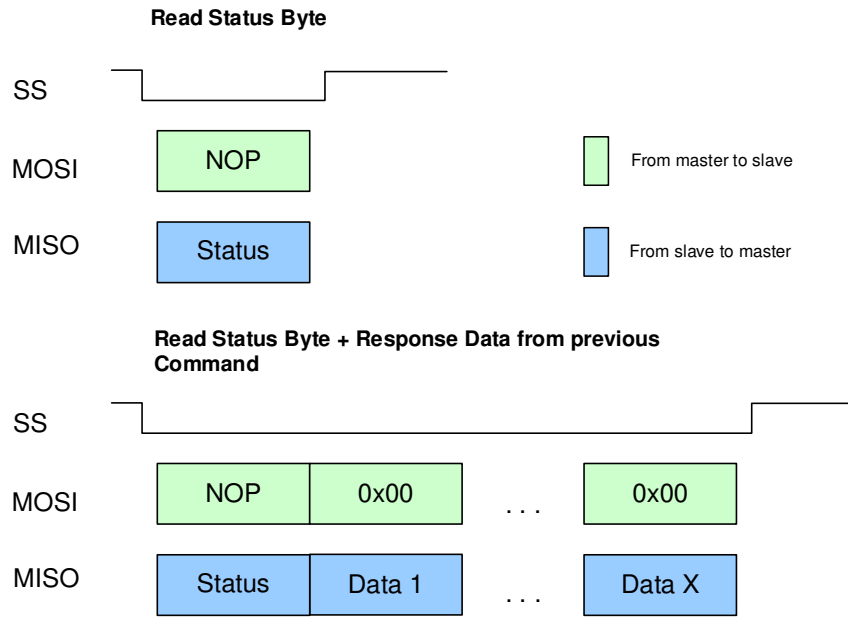 Read Status Byte
SS
MOSI
NOP
From master to slave
MISO
Status
From slave to master
Read Status Byte + Response Data from previous
Command
SS
MOSI
NOP
0x00
. . .
0x00
MISO
Status
Data 1
. . .
Data X